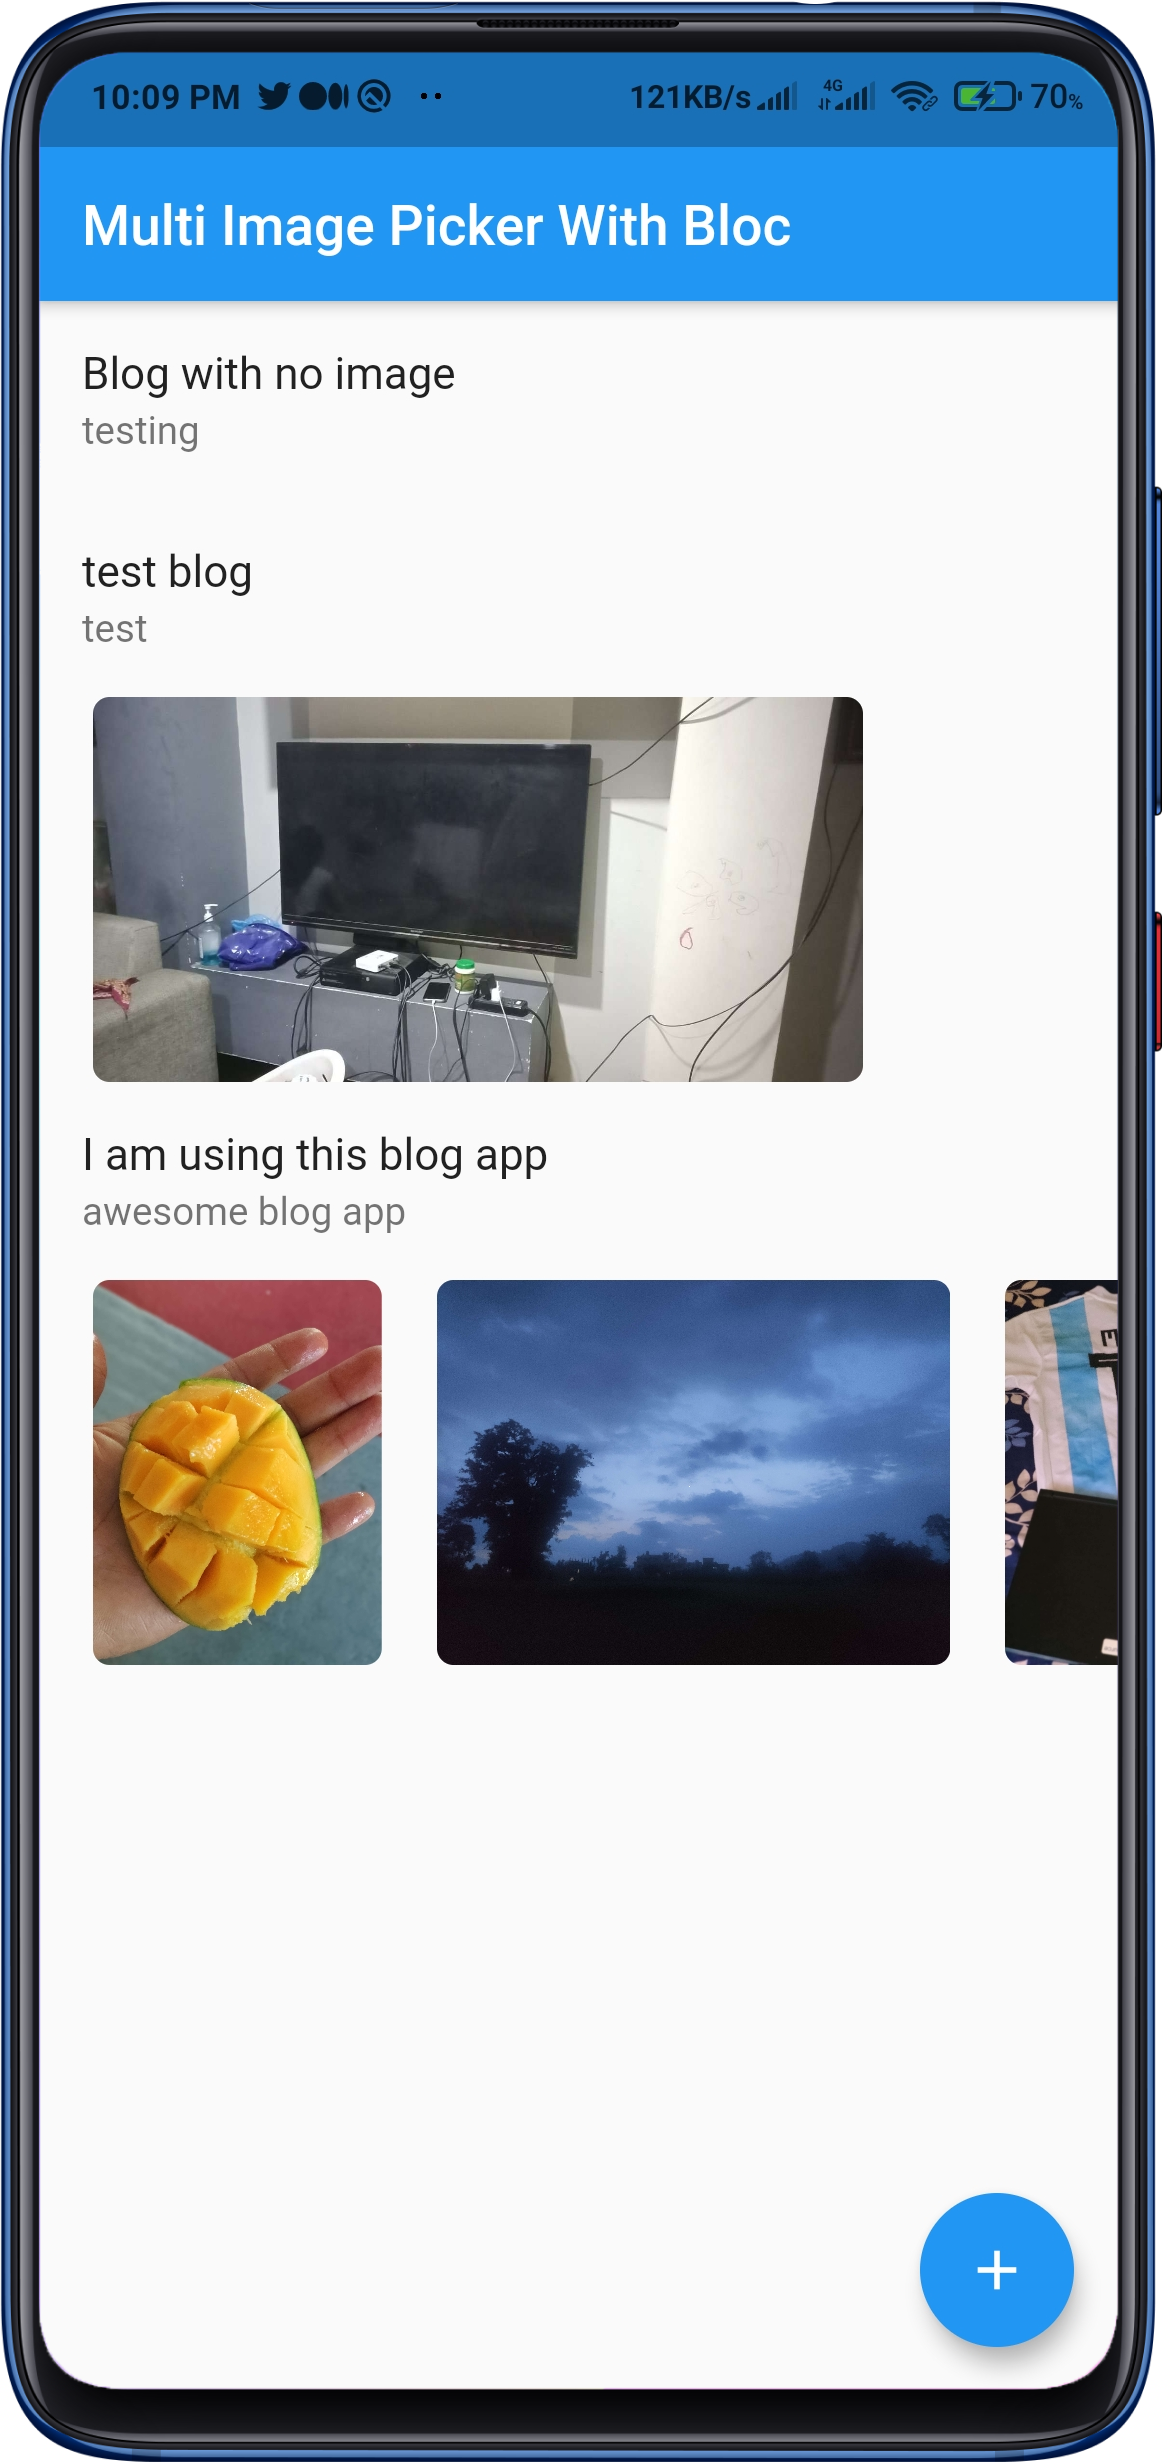 10:09 PM 121KB/s 4G 70%
Multi Image Picker With Bloc
Blog with no image
testing
test blog
test
I am using this blog app
awesome blog app